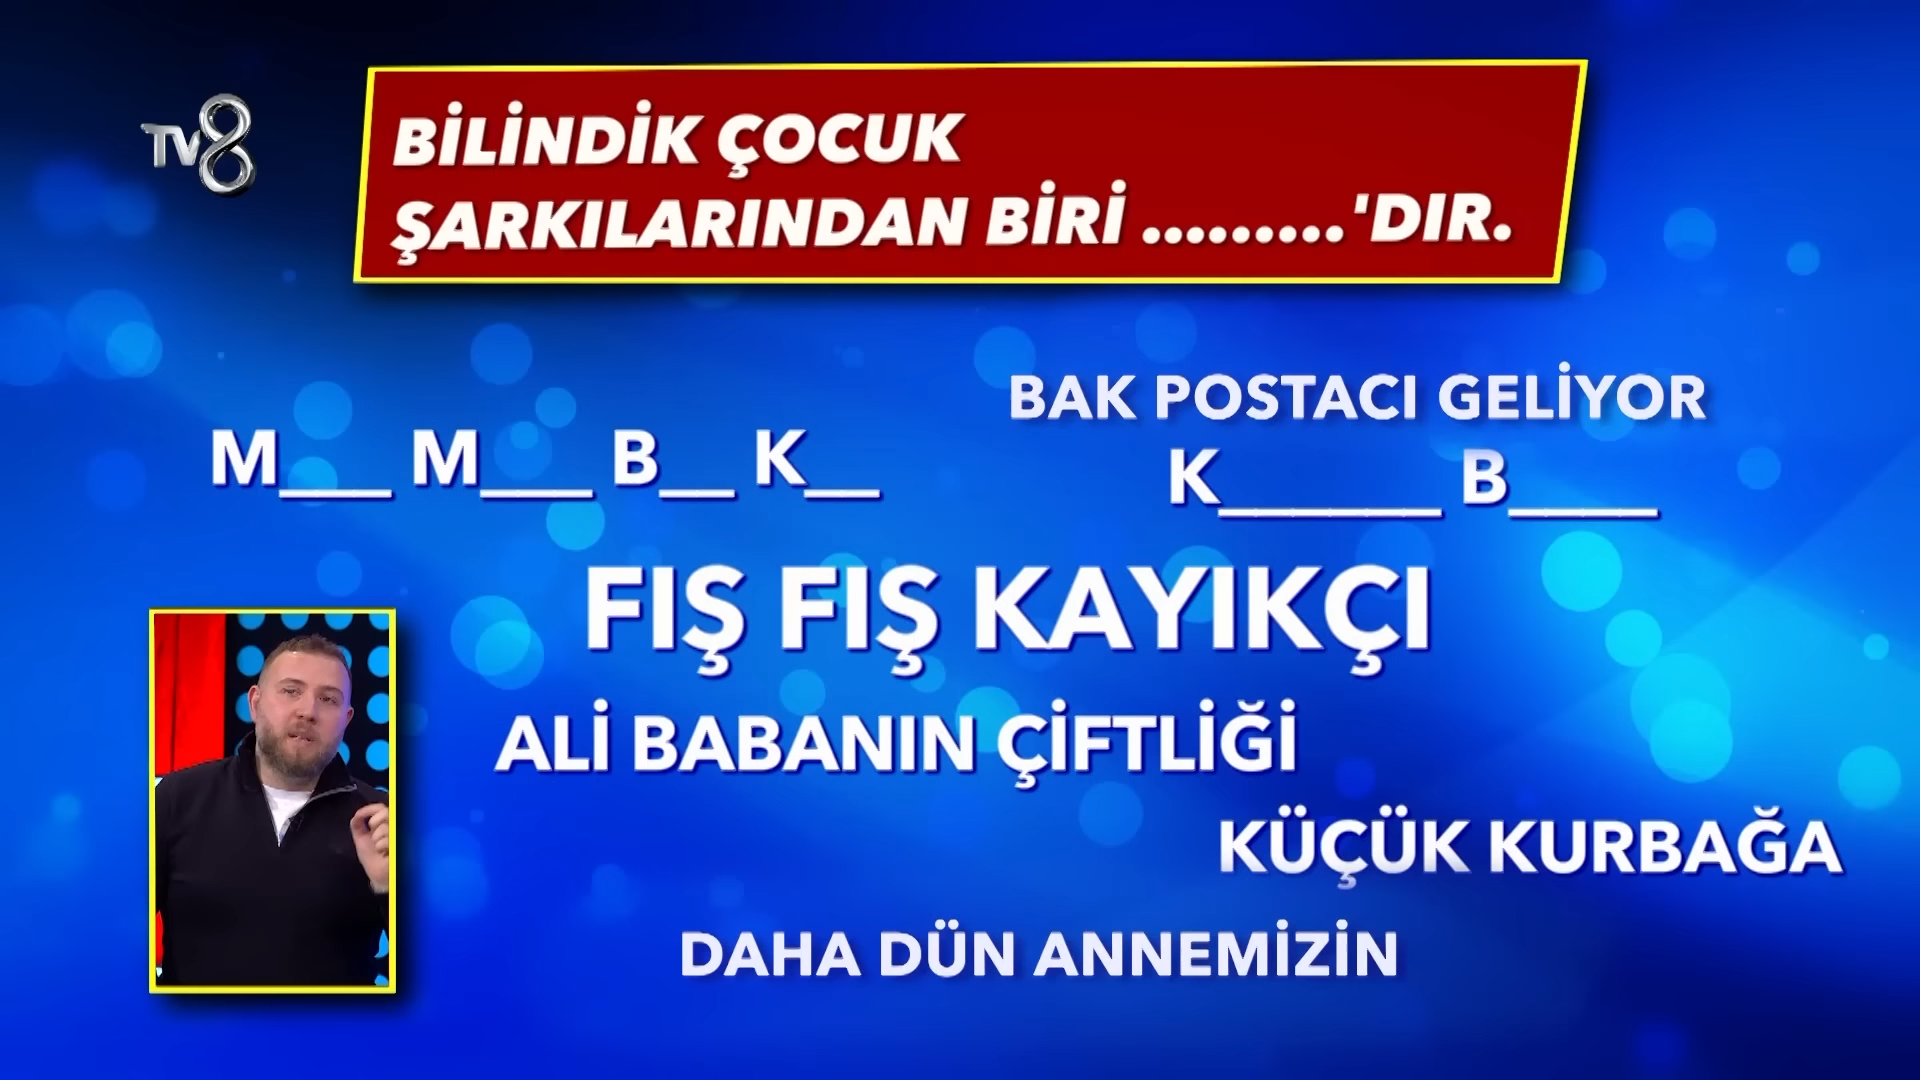 TV8
BİLİNDİK ÇOCUK
ŞARKILARINDAN BİRİ .........'DIR.
BAK POSTACI GELİYOR
M___ M___ B__ K__
K______ B____
FIŞ FIŞ KAYIKÇI
ALİ BABANIN ÇİFTLİĞİ
KÜÇÜK KURBAĞA
DAHA DÜN ANNEMİZİN